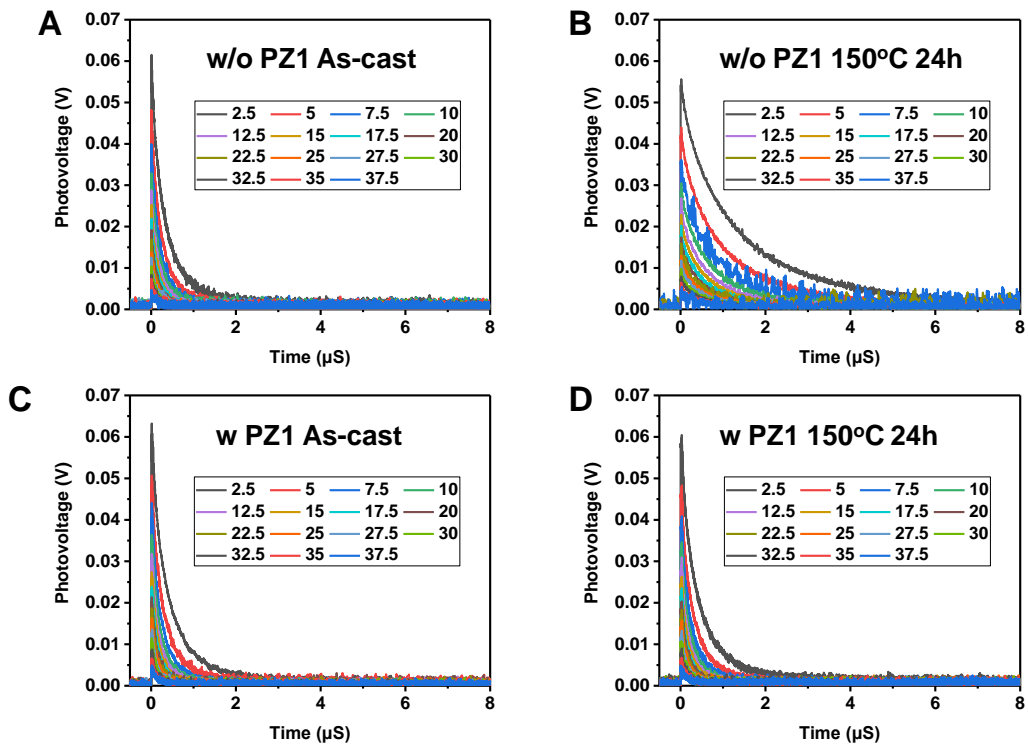 A
w/o PZ1 As-cast
0.07
0.06
0.05
0.04
0.03
0.02
0.01
0.00
Photovoltage (V)
2.5 5 7.5 10
12.5 15 17.5 20
22.5 25 27.5 30
32.5 35 37.5
0 2 4 6 8
Time (µS)
B
w/o PZ1 150°C 24h
0.07
0.06
0.05
0.04
0.03
0.02
0.01
0.00
Photovoltage (V)
2.5 5 7.5 10
12.5 15 17.5 20
22.5 25 27.5 30
32.5 35 37.5
0 2 4 6 8
Time (µS)
C
w PZ1 As-cast
0.07
0.06
0.05
0.04
0.03
0.02
0.01
0.00
Photovoltage (V)
2.5 5 7.5 10
12.5 15 17.5 20
22.5 25 27.5 30
32.5 35 37.5
0 2 4 6 8
Time (µS)
D
w PZ1 150°C 24h
0.07
0.06
0.05
0.04
0.03
0.02
0.01
0.00
Photovoltage (V)
2.5 5 7.5 10
12.5 15 17.5 20
22.5 25 27.5 30
32.5 35 37.5
0 2 4 6 8
Time (µS)